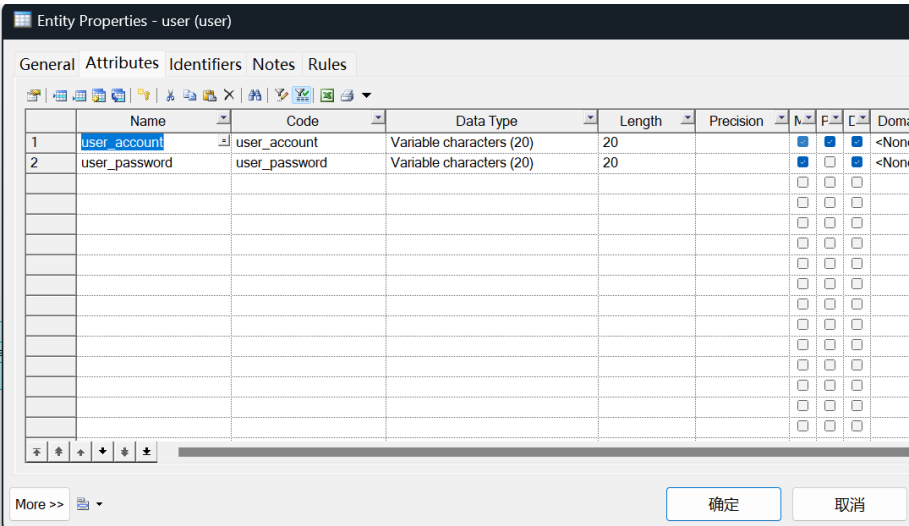 Entity Properties - user (user)
General Attributes Identifiers Notes Rules
Name Code Data Type Length Precision M P D Doma
1 user_account = user_account Variable characters (20) 20 <None
2 user_password user_password Variable characters (20) 20 <None
More >> 确定 取消